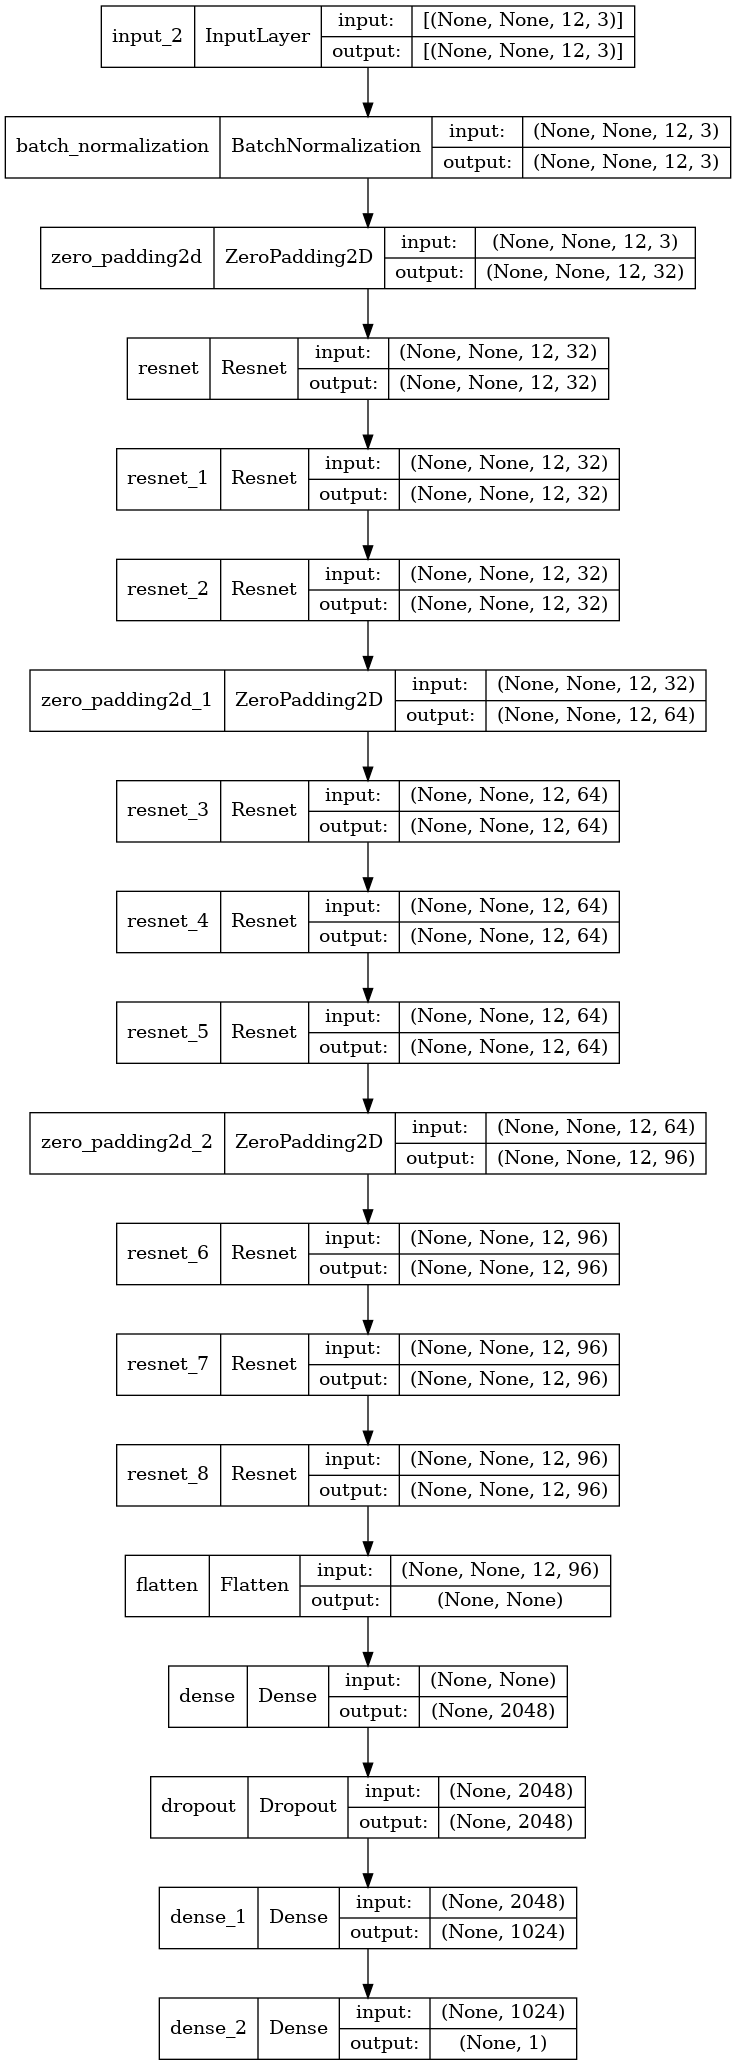 input_2 InputLayer input: [(None, None, 12, 3)]
output: [(None, None, 12, 3)]
batch_normalization BatchNormalization input: (None, None, 12, 3)
output: (None, None, 12, 3)
zero_padding2d ZeroPadding2D input: (None, None, 12, 3)
output: (None, None, 12, 32)
resnet Resnet input: (None, None, 12, 32)
output: (None, None, 12, 32)
resnet_1 Resnet input: (None, None, 12, 32)
output: (None, None, 12, 32)
resnet_2 Resnet input: (None, None, 12, 32)
output: (None, None, 12, 32)
zero_padding2d_1 ZeroPadding2D input: (None, None, 12, 32)
output: (None, None, 12, 64)
resnet_3 Resnet input: (None, None, 12, 64)
output: (None, None, 12, 64)
resnet_4 Resnet input: (None, None, 12, 64)
output: (None, None, 12, 64)
resnet_5 Resnet input: (None, None, 12, 64)
output: (None, None, 12, 64)
zero_padding2d_2 ZeroPadding2D input: (None, None, 12, 64)
output: (None, None, 12, 96)
resnet_6 Resnet input: (None, None, 12, 96)
output: (None, None, 12, 96)
resnet_7 Resnet input: (None, None, 12, 96)
output: (None, None, 12, 96)
resnet_8 Resnet input: (None, None, 12, 96)
output: (None, None, 12, 96)
flatten Flatten input: (None, None, 12, 96)
output: (None, None)
dense Dense input: (None, None)
output: (None, 2048)
dropout Dropout input: (None, 2048)
output: (None, 2048)
dense_1 Dense input: (None, 2048)
output: (None, 1024)
dense_2 Dense input: (None, 1024)
output: (None, 1)